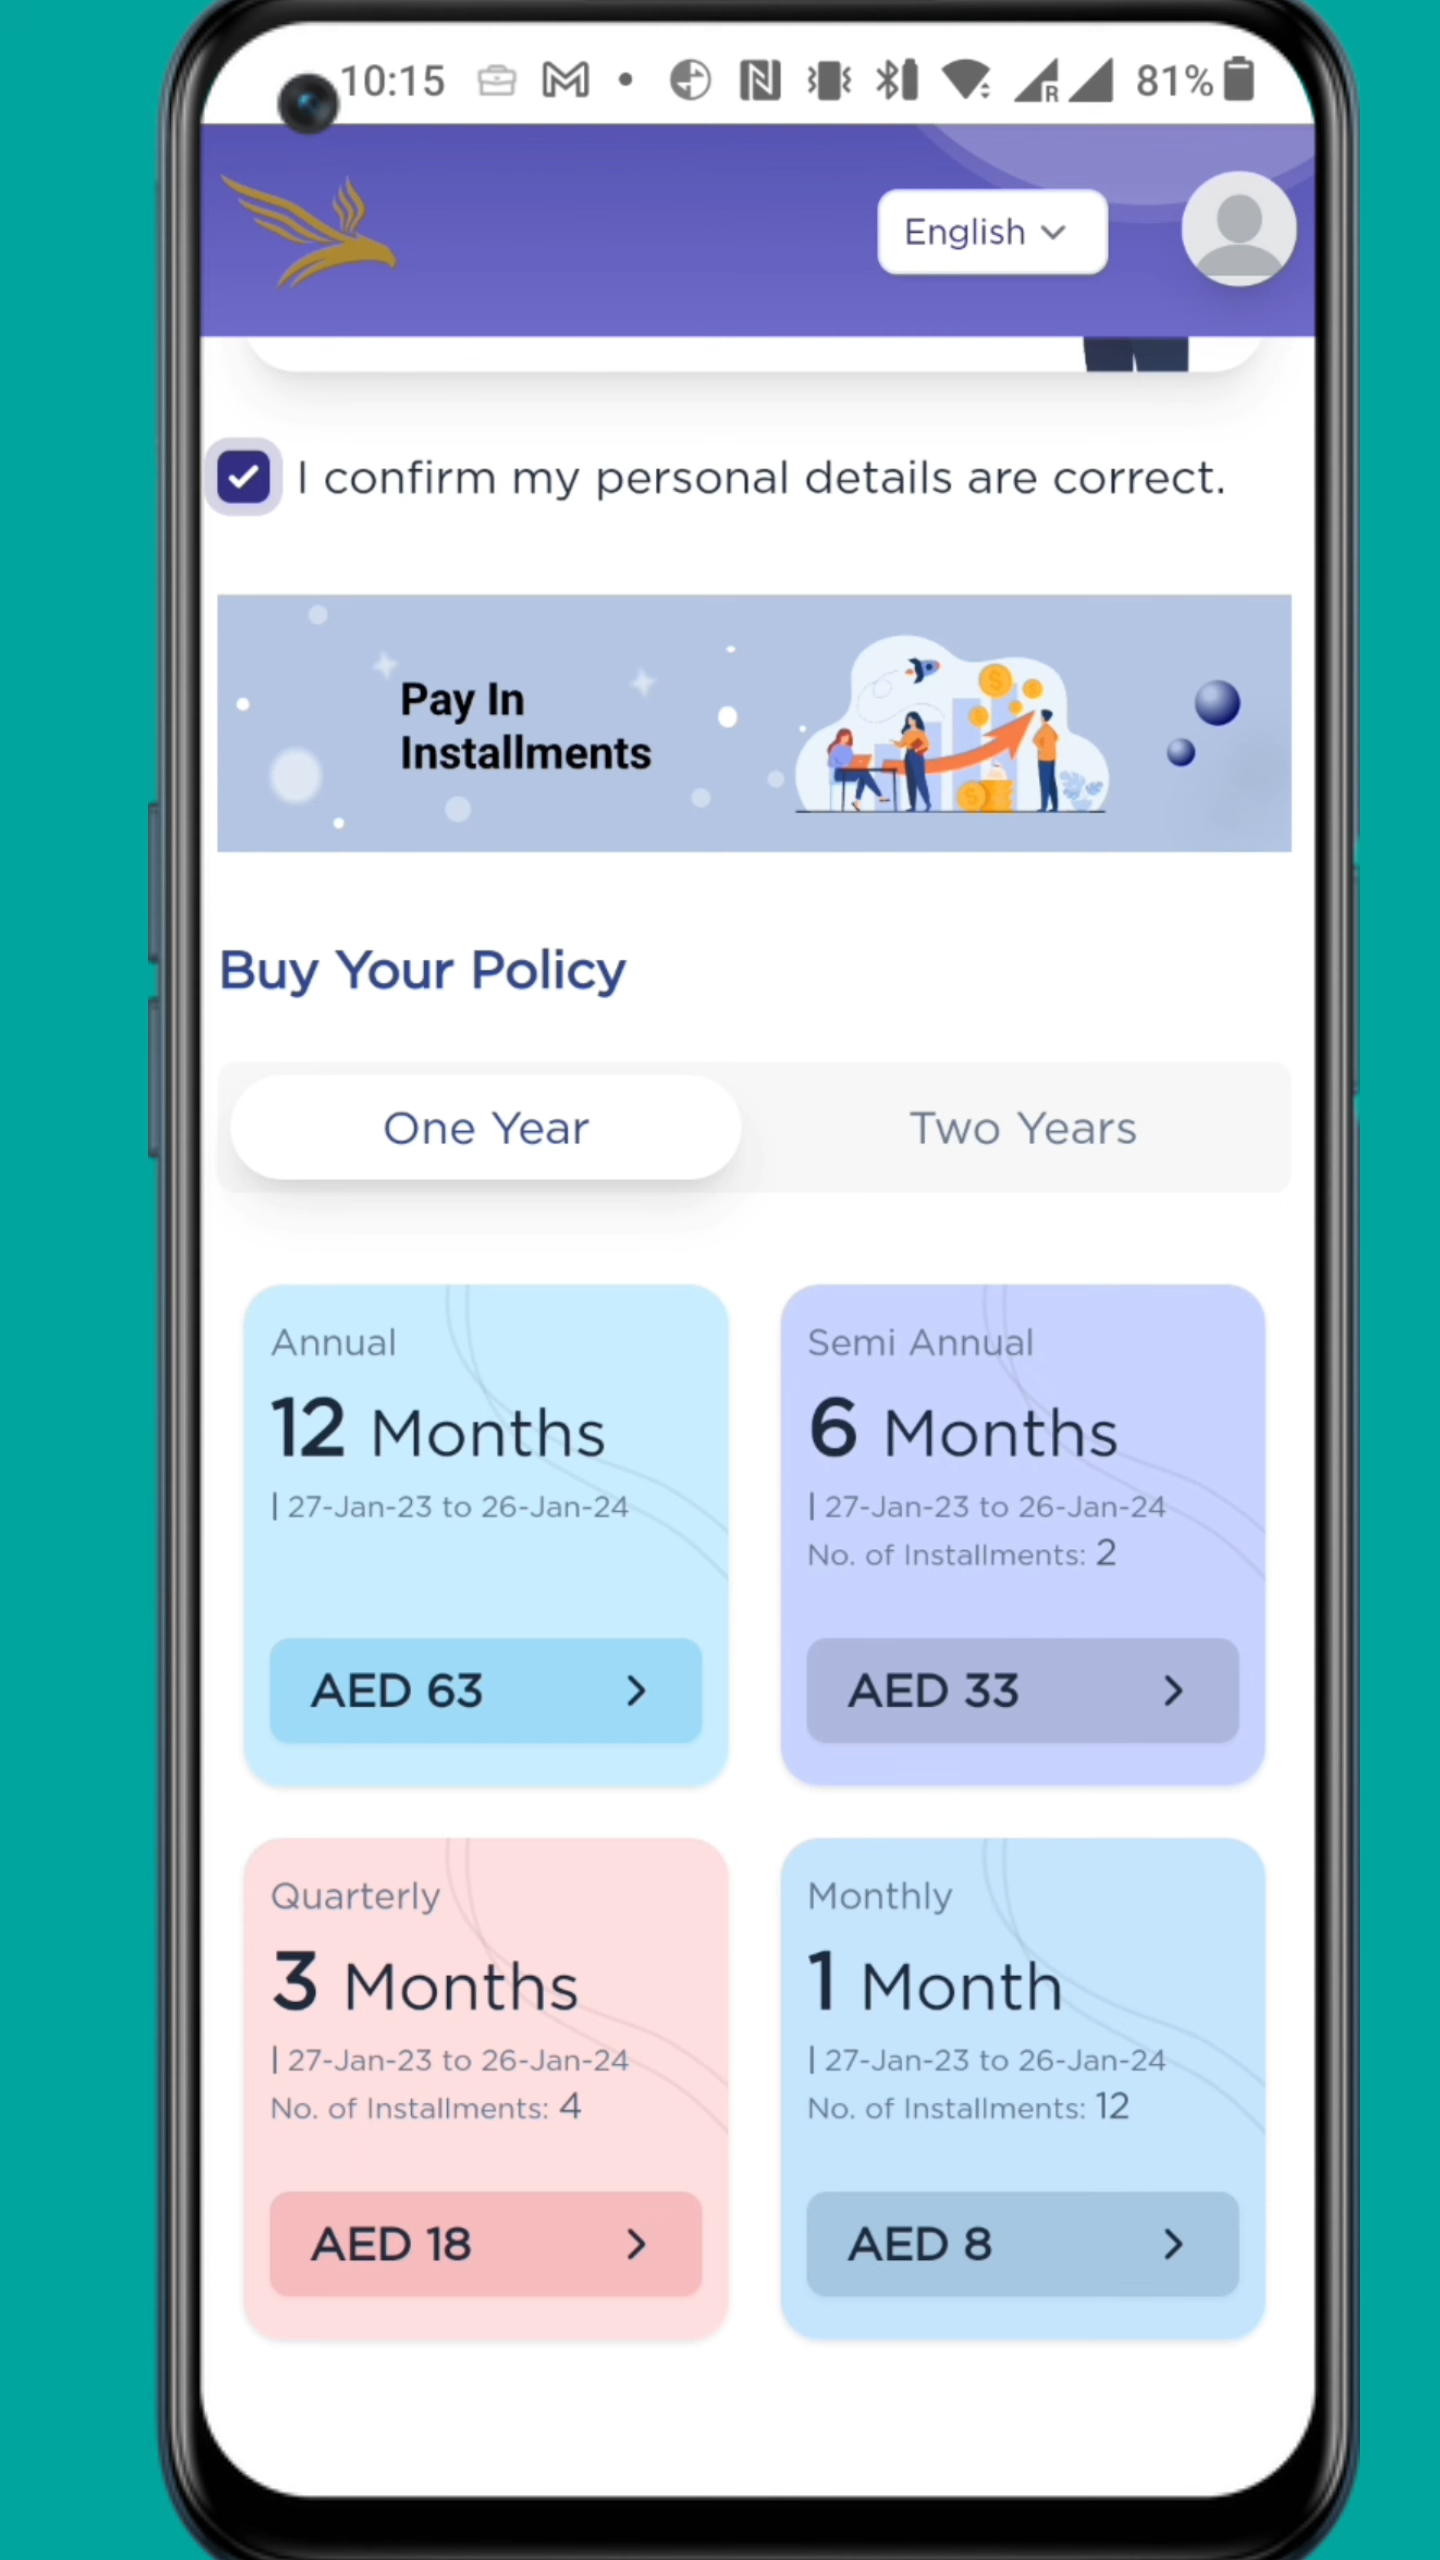 10:15
R
81%
English
I confirm my personal details are correct.
Pay In
Installments
Buy Your Policy
One Year
Two Years
Annual
12 Months
| 27-Jan-23 to 26-Jan-24
AED 63
Semi Annual
6 Months
| 27-Jan-23 to 26-Jan-24
No. of Installments: 2
AED 33
Quarterly
3 Months
| 27-Jan-23 to 26-Jan-24
No. of Installments: 4
AED 18
Monthly
1 Month
| 27-Jan-23 to 26-Jan-24
No. of Installments: 12
AED 8